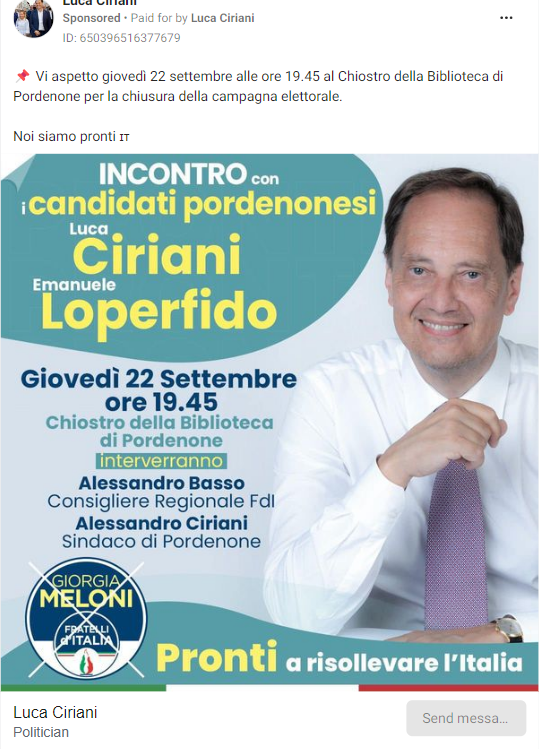 Luca Ciriani
Sponsored • Paid for by Luca Ciriani
ID: 650396516377679
📌 Vi aspetto giovedì 22 settembre alle ore 19.45 al Chiostro della Biblioteca di
Pordenone per la chiusura della campagna elettorale.
Noi siamo pronti IT
INCONTRO con
i candidati pordenonesi
Luca
Ciriani
Emanuele
Loperfido
Giovedì 22 Settembre
ore 19.45
Chiostro della Biblioteca
di Pordenone
interverranno
Alessandro Basso
Consigliere Regionale FdI
Alessandro Ciriani
Sindaco di Pordenone
GIORGIA
MELONI
FRATELLI
d'ITALIA
Pronti a risollevare l'Italia
Luca Ciriani
Politician
Send messa...